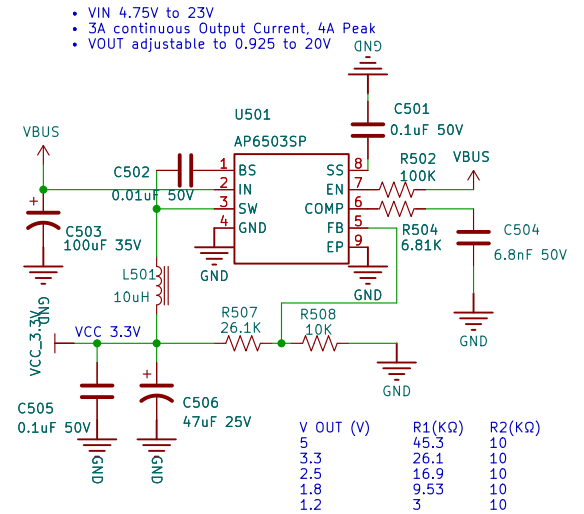 • VIN 4.75V to 23V
• 3A continuous Output Current, 4A Peak
• VOUT adjustable to 0.925 to 20V
GND
U501
AP6503SP
C501
0.1uF 50V
VBUS
C502
0.01uF 50V
1 BS
2 IN
3 SW
4 GND
SS 8
EN 7
COMP 6
FB 5
EP 9
R502
100K
VBUS
R504
6.81K
C504
6.8nF 50V
+
C503
100uF 35V
GND
GND
GND
GND
L501
10uH
VCC_3.3V
VCC 3.3V
R507
26.1K
R508
10K
GND
C505
0.1uF 50V
GND
+
C506
47uF 25V
GND
V OUT (V) R1(KΩ) R2(KΩ)
5 45.3 10
3.3 26.1 10
2.5 16.9 10
1.8 9.53 10
1.2 3 10